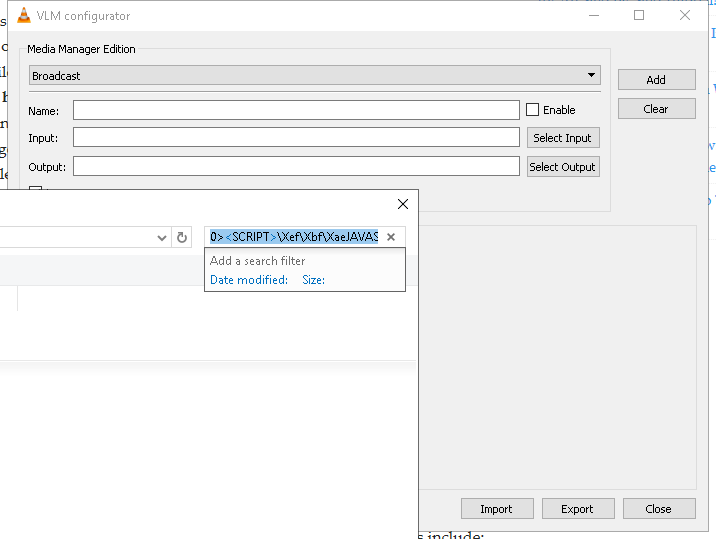 VLM configurator
Media Manager Edition
Broadcast
Add
Name:
Enable
Clear
Input:
Select Input
Output:
Select Output
0><SCRIPT>\Xef\Xbf\XaeJAVAS
Add a search filter
Date modified:
Size:
Import
Export
Close
include: